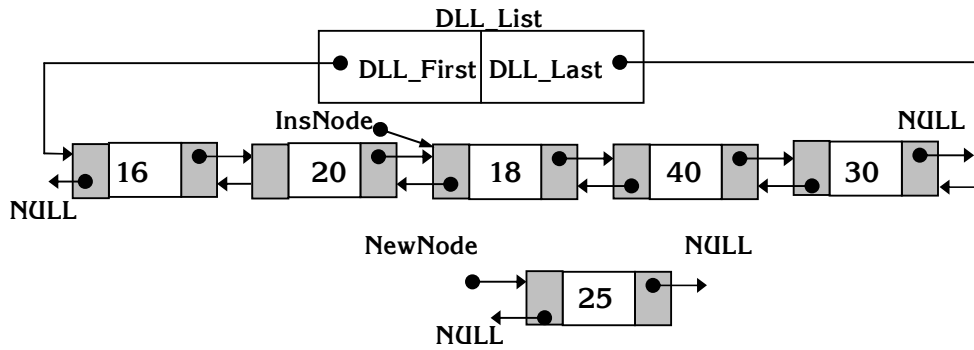 DLL_List
DLL_First DLL_Last
InsNode
NULL
16 20 18 40 30
NULL
NewNode
NULL
25
NULL